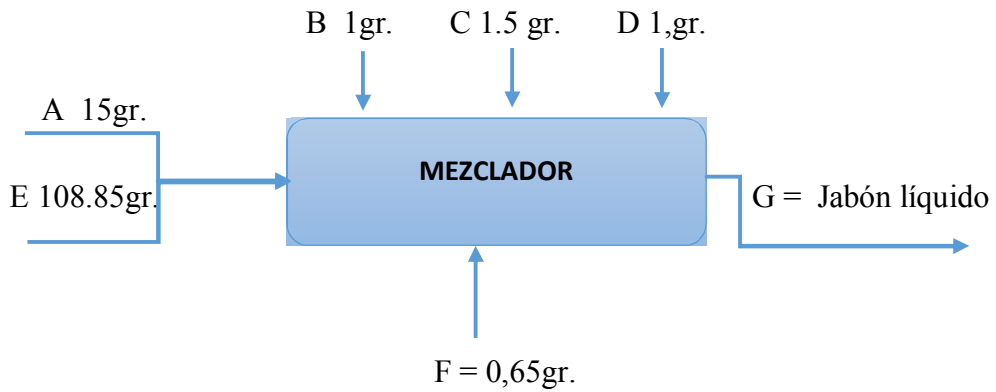 B 1gr.
C 1.5 gr.
D 1,gr.
A 15gr.
MEZCLADOR
E 108.85gr.
G = Jabón líquido
F = 0,65gr.